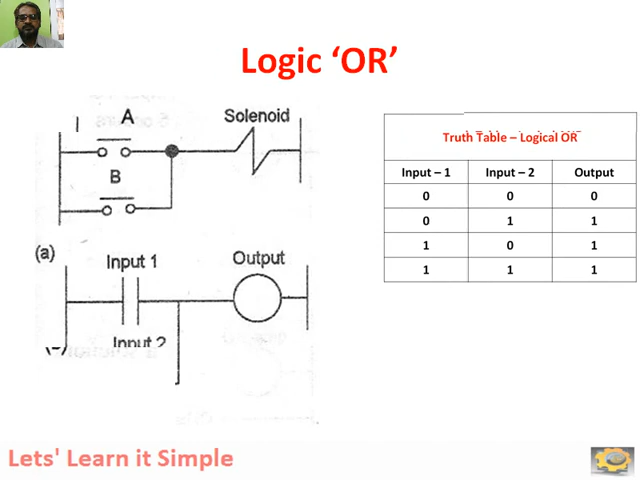 Logic ‘OR’
A
Solenoid
B
(a)
Input 1
Output
Input 2
Truth Table – Logical OR
Input – 1 Input – 2 Output
0 0 0
0 1 1
1 0 1
1 1 1
Lets' Learn it Simple